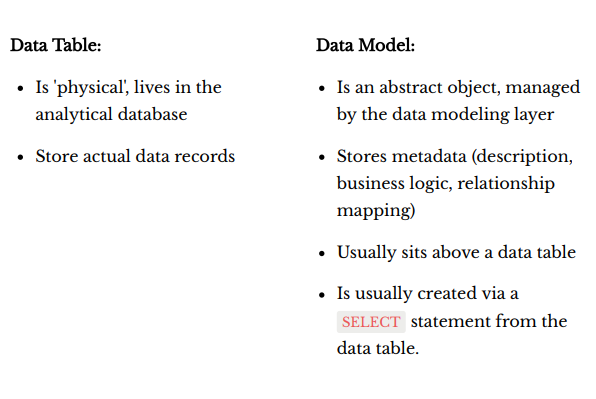 Data Table:
Is 'physical', lives in the
analytical database
Store actual data records
Data Model:
Is an abstract object, managed
by the data modeling layer
Stores metadata (description,
business logic, relationship
mapping)
Usually sits above a data table
Is usually created via a
SELECT statement from the
data table.